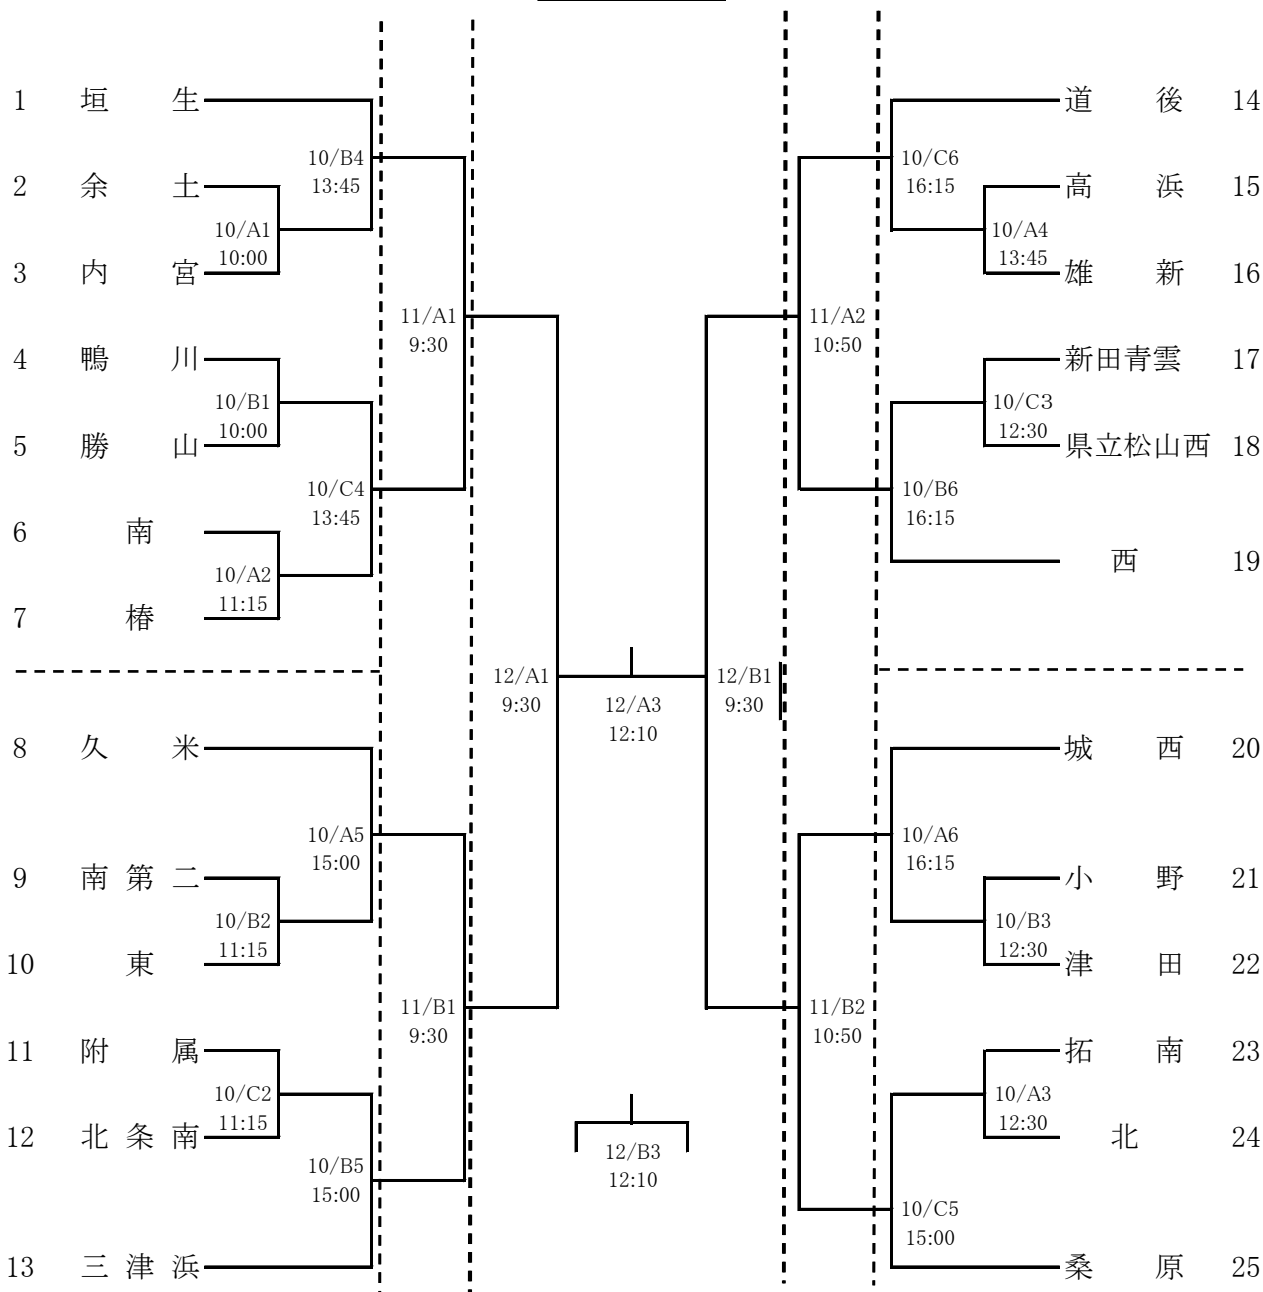 1 垣生
10/B4
13:45
2 余土
10/A1
10:00
3 内宮
11/A1
9:30
4 鴨川
10/B1
10:00
5 勝山
10/C4
13:45
6 南
10/A2
11:15
7 椿
12/A1
9:30
8 久米
10/A5
15:00
9 南第二
10/B2
11:15
10 東
11/B1
9:30
11 附属
10/C2
11:15
12 北条南
10/B5
15:00
13 三津浜
12/A3
12:10
12/B3
12:10
道後 14
10/C6
16:15
高浜 15
10/A4
13:45
雄新 16
11/A2
10:50
新田青雲 17
10/C3
12:30
県立松山西 18
10/B6
16:15
西 19
12/B1
9:30
城西 20
10/A6
16:15
小野 21
10/B3
12:30
津田 22
11/B2
10:50
拓南 23
10/A3
12:30
北 24
10/C5
15:00
桑原 25